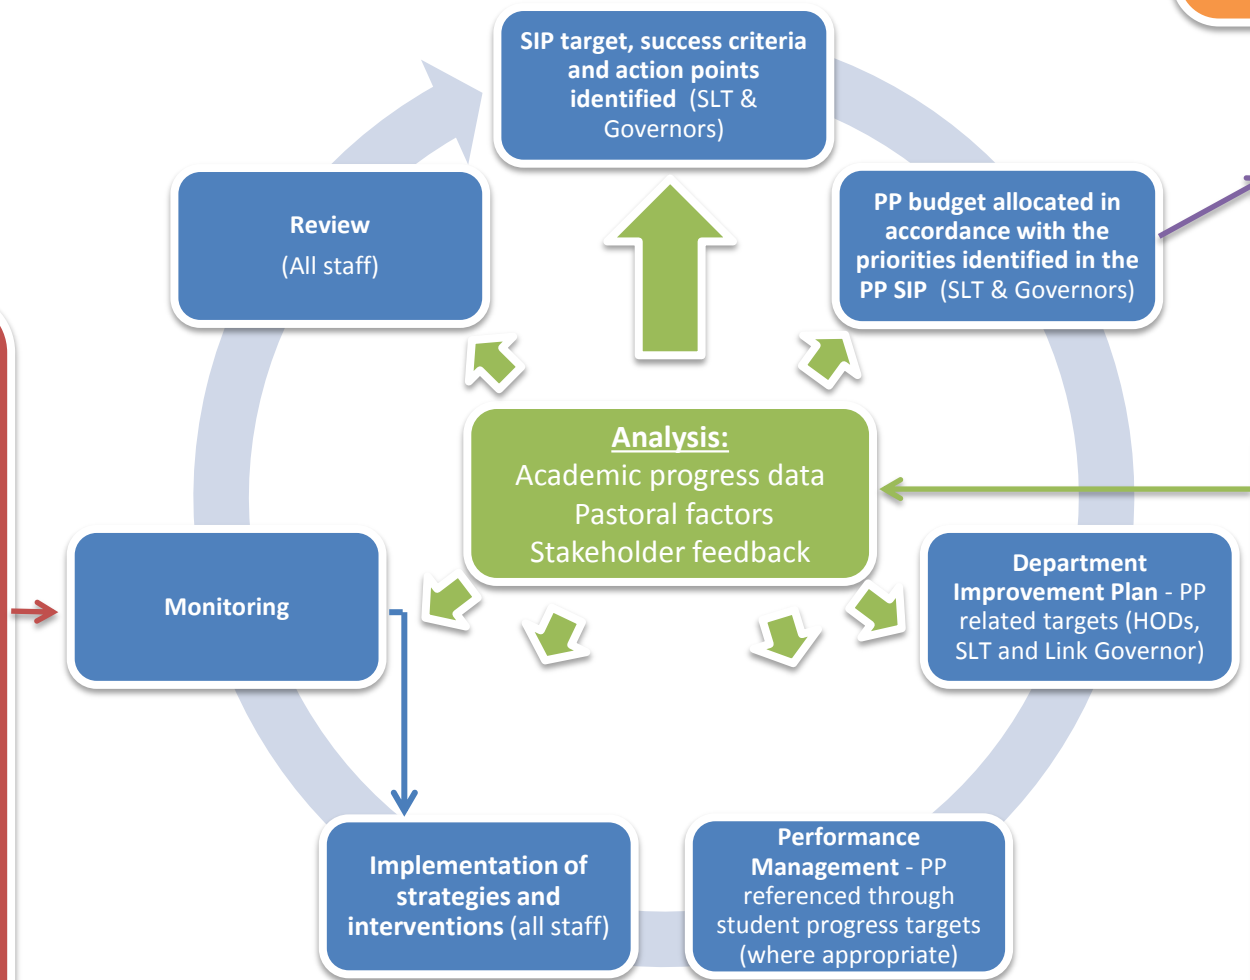 SIP target, success criteria
and action points
identified (SLT &
Governors)
PP budget allocated in
accordance with the
priorities identified in the
PP SIP (SLT & Governors)
Review
(All staff)
Analysis:
Academic progress data
Pastoral factors
Stakeholder feedback
Department
Improvement Plan - PP
related targets (HODs,
SLT and Link Governor)
Monitoring
Performance
Management - PP
referenced through
student progress targets
(where appropriate)
Implementation of
strategies and
interventions (all staff)